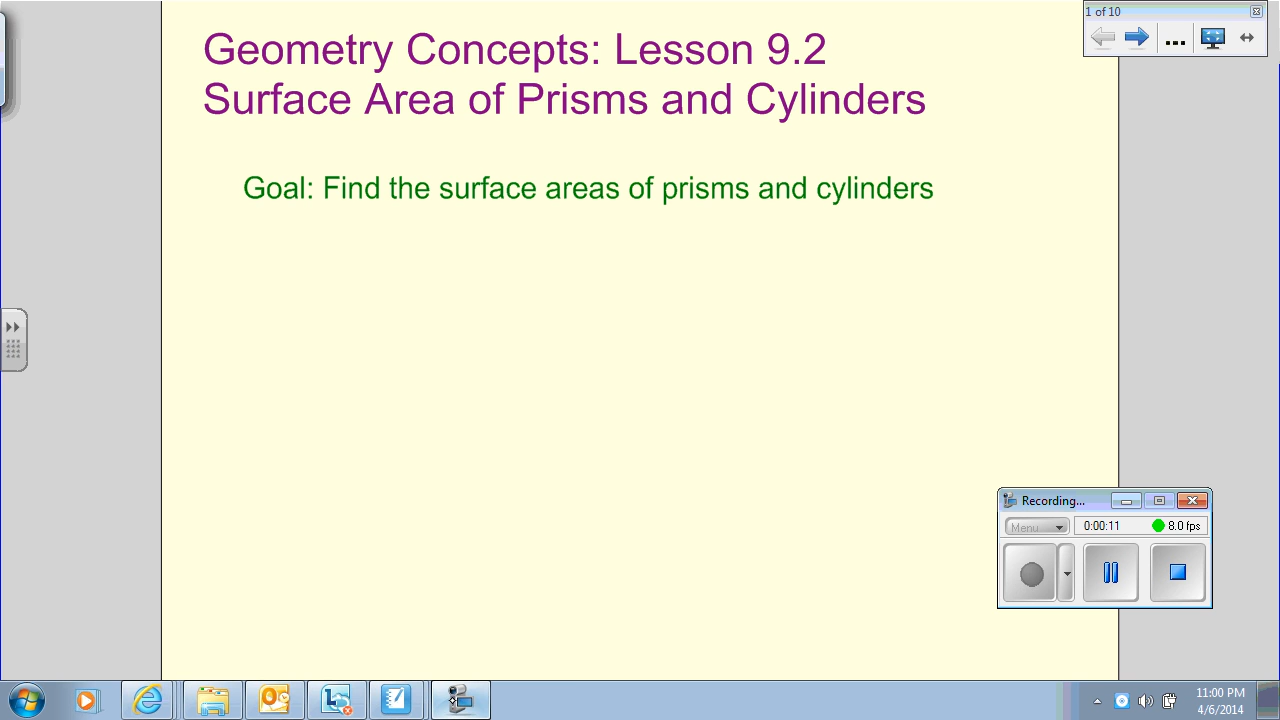 Geometry Concepts: Lesson 9.2
Surface Area of Prisms and Cylinders
Goal: Find the surface areas of prisms and cylinders
1 of 10
Recording...
Menu
0:00:11
8.0 fps
11:00 PM
4/6/2014